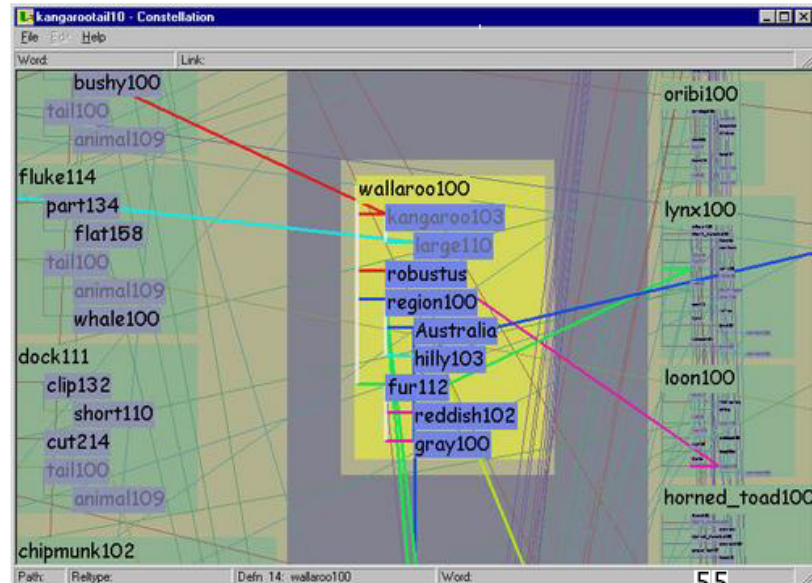 kangarootail10 - Constellation
File Edit Help
Word: Link:
bushy100
tail100
animal109
fluke114
part134
flat158
tail100
animal109
whale100
dock111
clip132
short110
cut214
tail100
animal109
chipmunk102
wallaroo100
kangaroo103
large110
robustus
region100
Australia
hilly103
fur112
reddish102
gray100
oribi100
lynx100
loon100
horned_toad100
Path: Reltype: Defn 14: wallaroo100 Word:
55